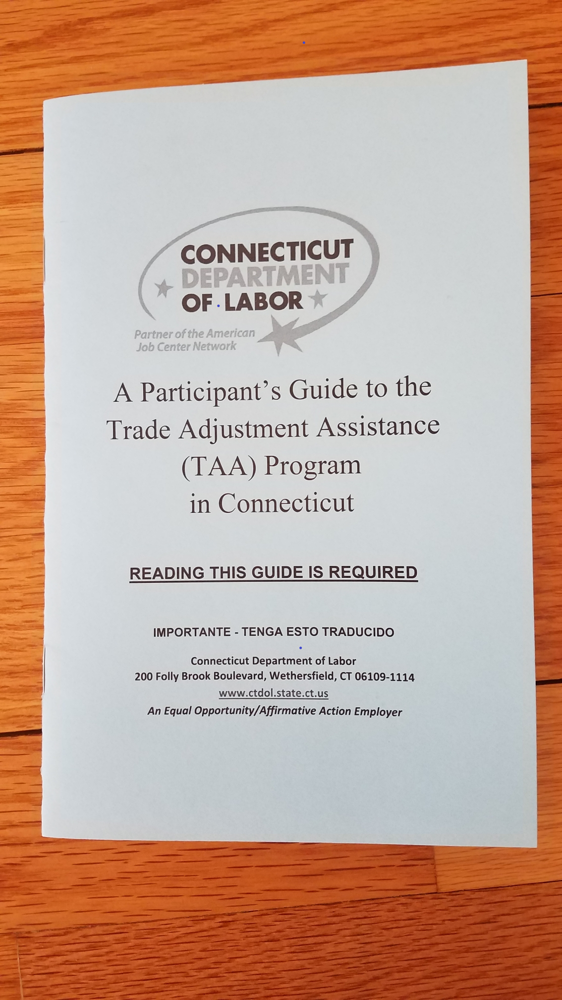 CONNECTICUT
DEPARTMENT
OF LABOR
Partner of the American
Job Center Network
A Participant's Guide to the
Trade Adjustment Assistance
(TAA) Program
in Connecticut
READING THIS GUIDE IS REQUIRED
IMPORTANTE - TENGA ESTO TRADUCIDO
Connecticut Department of Labor
200 Folly Brook Boulevard, Wethersfield, CT 06109-1114
www.ctdol.state.ct.us
An Equal Opportunity/Affirmative Action Employer